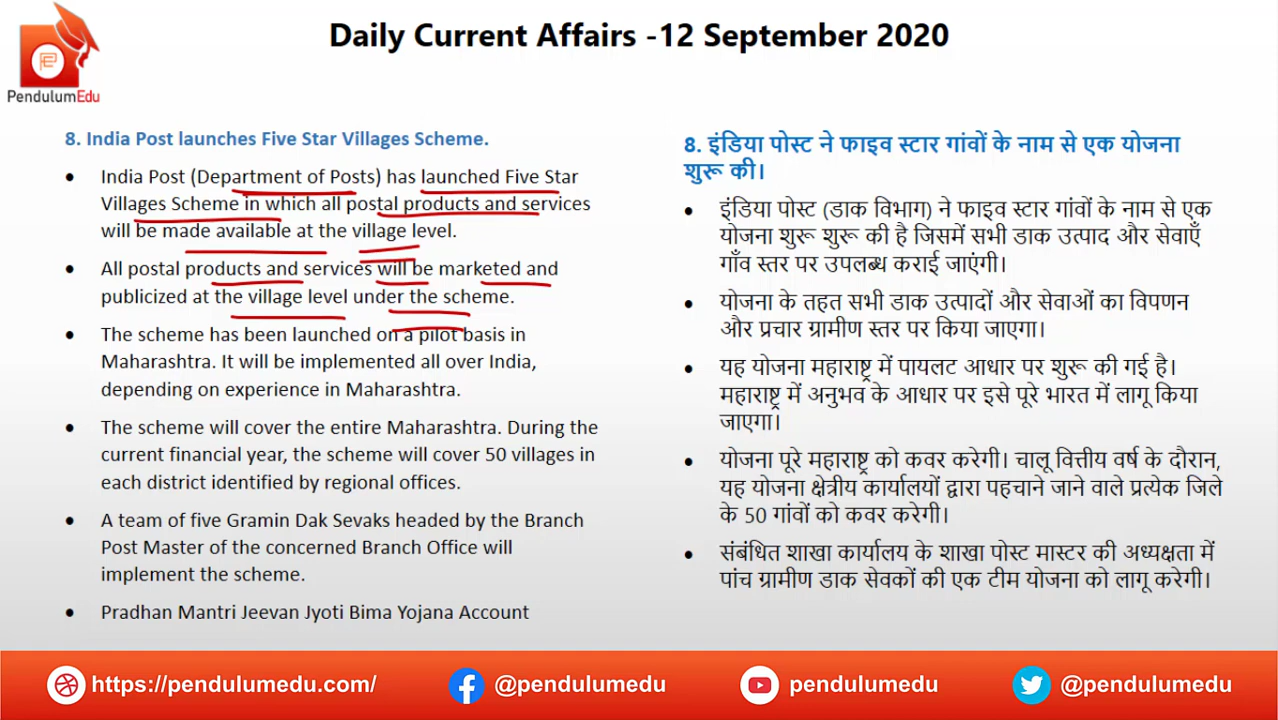 Daily Current Affairs -12 September 2020
PendulumEdu
8. India Post launches Five Star Villages Scheme.
• India Post (Department of Posts) has launched Five Star
Villages Scheme in which all postal products and services
will be made available at the village level.
• All postal products and services will be marketed and
publicized at the village level under the scheme.
• The scheme has been launched on a pilot basis in
Maharashtra. It will be implemented all over India,
depending on experience in Maharashtra.
• The scheme will cover the entire Maharashtra. During the
current financial year, the scheme will cover 50 villages in
each district identified by regional offices.
• A team of five Gramin Dak Sevaks headed by the Branch
Post Master of the concerned Branch Office will
implement the scheme.
• Pradhan Mantri Jeevan Jyoti Bima Yojana Account
8. इंडिया पोस्ट ने फाइव स्टार गांवों के नाम से एक योजना
शुरू की।
• इंडिया पोस्ट (डाक विभाग) ने फाइव स्टार गांवों के नाम से एक
योजना शुरू शुरू की है जिसमें सभी डाक उत्पाद और सेवाएँ
गाँव स्तर पर उपलब्ध कराई जाएंगी।
• योजना के तहत सभी डाक उत्पादों और सेवाओं का विपणन
और प्रचार ग्रामीण स्तर पर किया जाएगा।
• यह योजना महाराष्ट्र में पायलट आधार पर शुरू की गई है।
महाराष्ट्र में अनुभव के आधार पर इसे पूरे भारत में लागू किया
जाएगा।
• योजना पूरे महाराष्ट्र को कवर करेगी। चालू वित्तीय वर्ष के दौरान,
यह योजना क्षेत्रीय कार्यालयों द्वारा पहचाने जाने वाले प्रत्येक जिले
के 50 गांवों को कवर करेगी।
• संबंधित शाखा कार्यालय के शाखा पोस्ट मास्टर की अध्यक्षता में
पांच ग्रामीण डाक सेवकों की एक टीम योजना को लागू करेगी।
https://pendulumedu.com/ @pendulumedu pendulumedu @pendulumedu